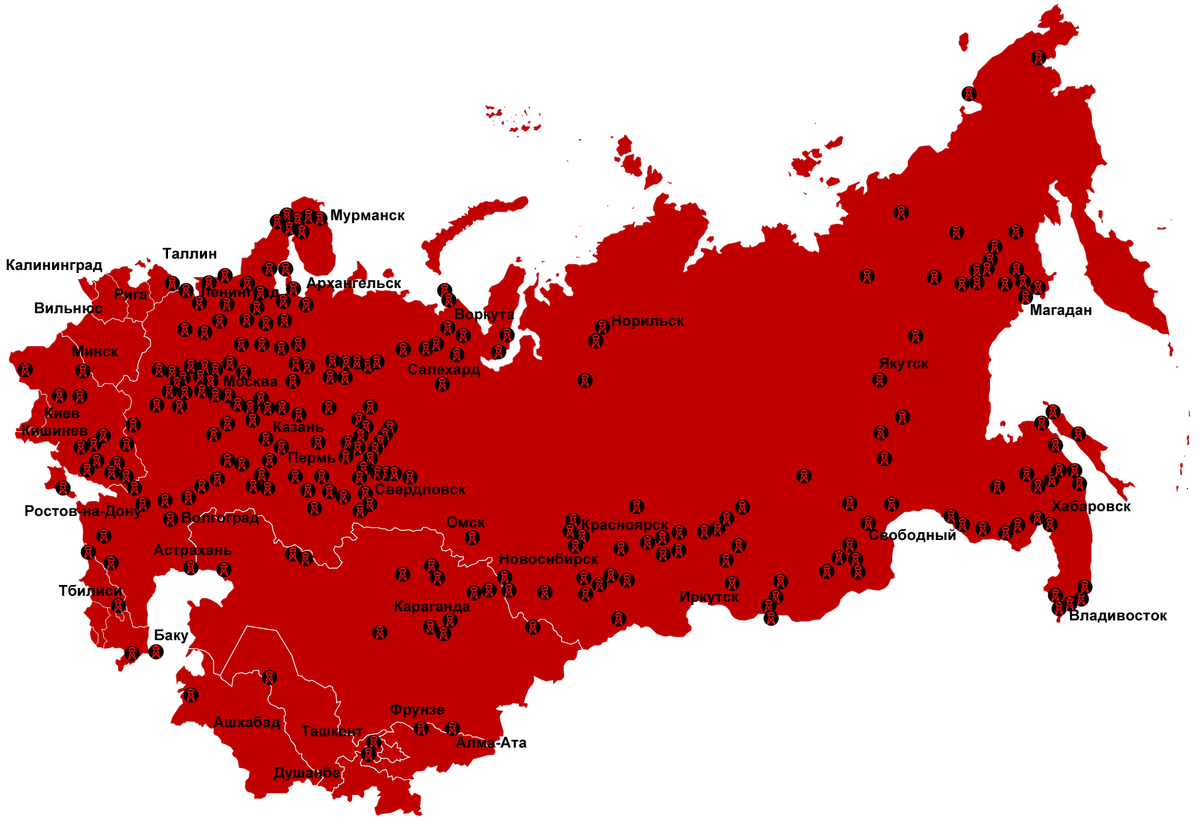 Мурманск
Таллин
Калининград
Архангельск
Рига
Ленинград
Вильнюс
Воркута
Магадан
Норильск
Минск
Якутск
Салехард
Москва
Киев
Казань
Кишинев
Пермь
Свердловск
Хабаровск
Ростов-на-Дону
Волгоград
Омск
Красноярск
Свободный
Астрахань
Новосибирск
Тбилиси
Иркутск
Караганда
Владивосток
Баку
Фрунзе
Ашхабад
Ташкент
Алма-Ата
Душанбе